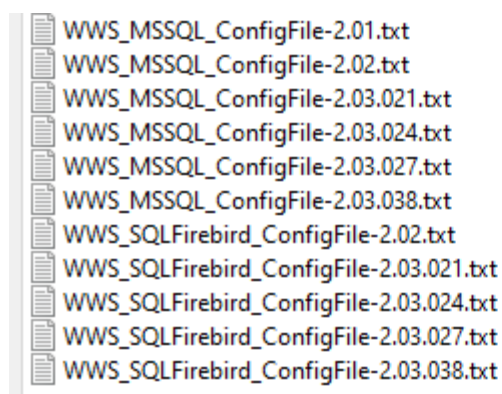 WWS_MSSQL_ConfigFile-2.01.txt
WWS_MSSQL_ConfigFile-2.02.txt
WWS_MSSQL_ConfigFile-2.03.021.txt
WWS_MSSQL_ConfigFile-2.03.024.txt
WWS_MSSQL_ConfigFile-2.03.027.txt
WWS_MSSQL_ConfigFile-2.03.038.txt
WWS_SQLFirebird_ConfigFile-2.02.txt
WWS_SQLFirebird_ConfigFile-2.03.021.txt
WWS_SQLFirebird_ConfigFile-2.03.024.txt
WWS_SQLFirebird_ConfigFile-2.03.027.txt
WWS_SQLFirebird_ConfigFile-2.03.038.txt